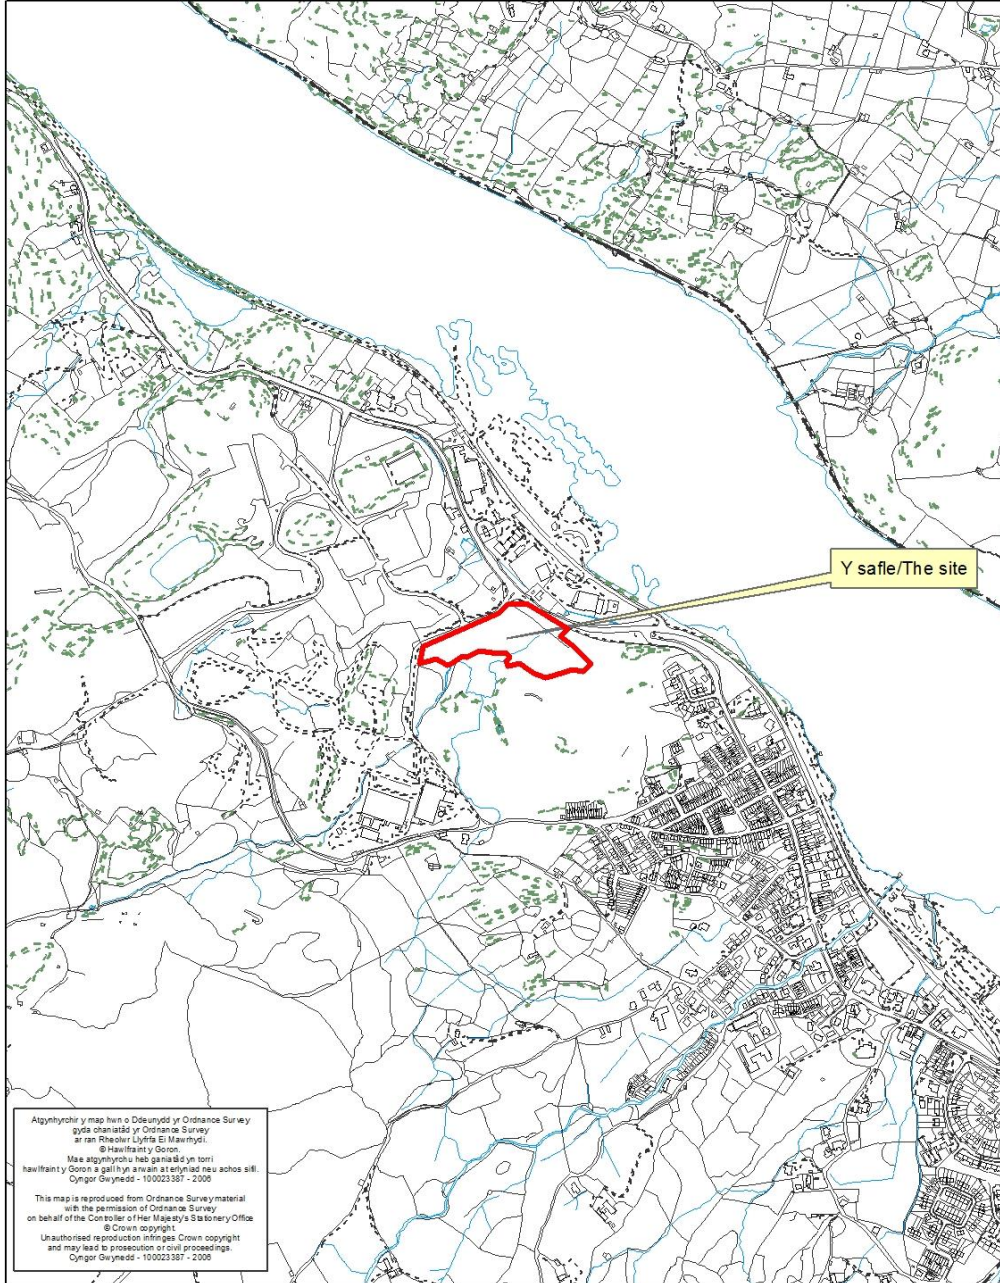 Y safle/The site
Atgynhyrchir y map hwn o Ddeunydd yr Ordnance Survey
gyda chaniatâd yr Ordnance Survey
ar ran Rheolwr Llyfrfa Ei Mawrhydi.
© Hawlfraint y Goron.
Mae atgynhyrchu heb ganiatâd yn torri
hawlfraint y Goron a gall hyn arwain at erlyniad neu achos sifil.
Cyngor Gwynedd - 100023387 - 2006
This map is reproduced from Ordnance Survey material
with the permission of Ordnance Survey
on behalf of the Controller of Her Majesty's Stationery Office
© Crown copyright.
Unauthorised reproduction infringes Crown copyright
and may lead to prosecution or civil proceedings.
Cyngor Gwynedd - 100023387 - 2006